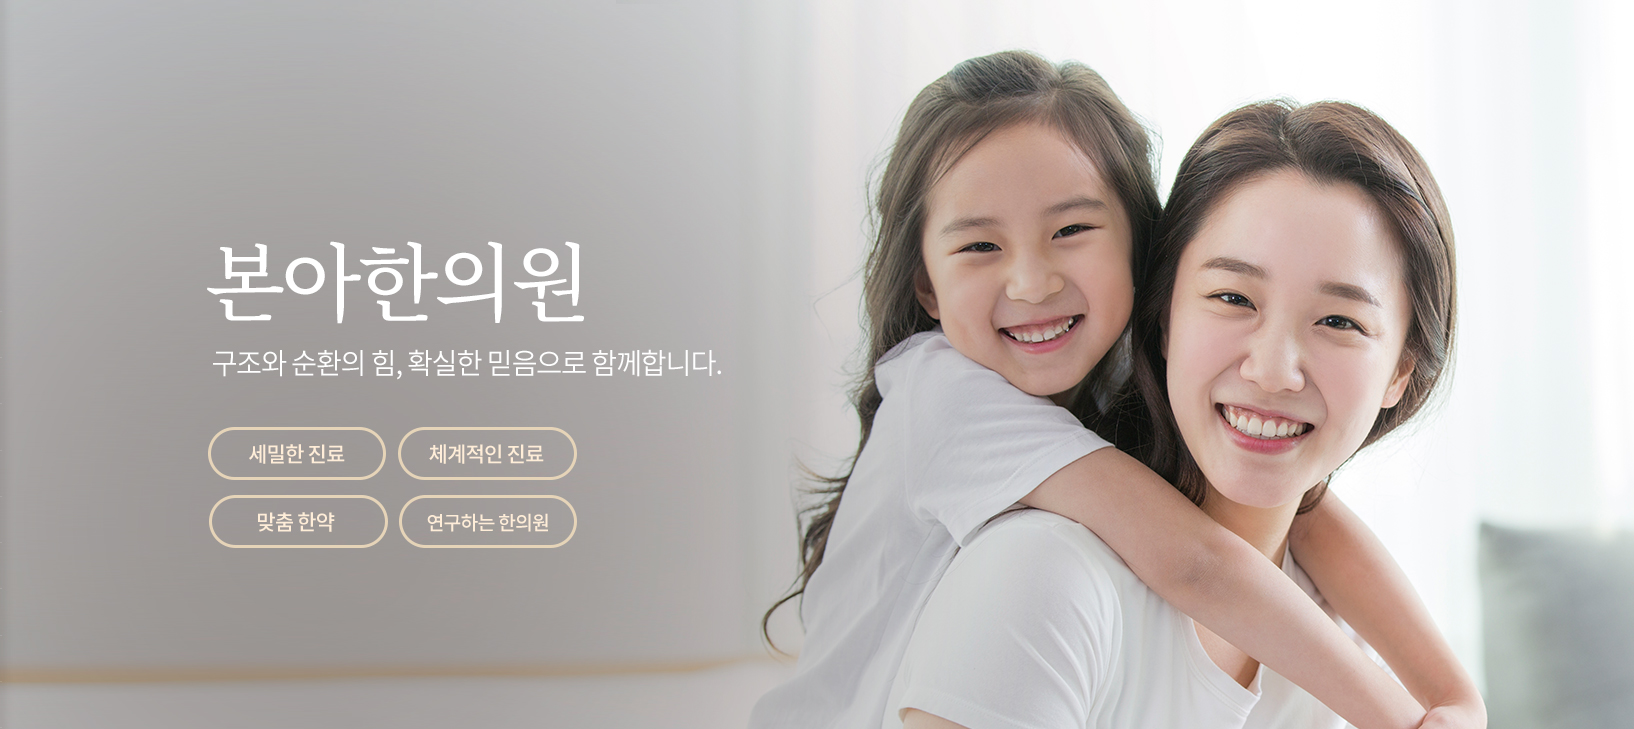 본아한의원
구조와 순환의 힘, 확실한 믿음으로 함께합니다.
세밀한 진료
체계적인 진료
맞춤 한약
연구하는 한의원